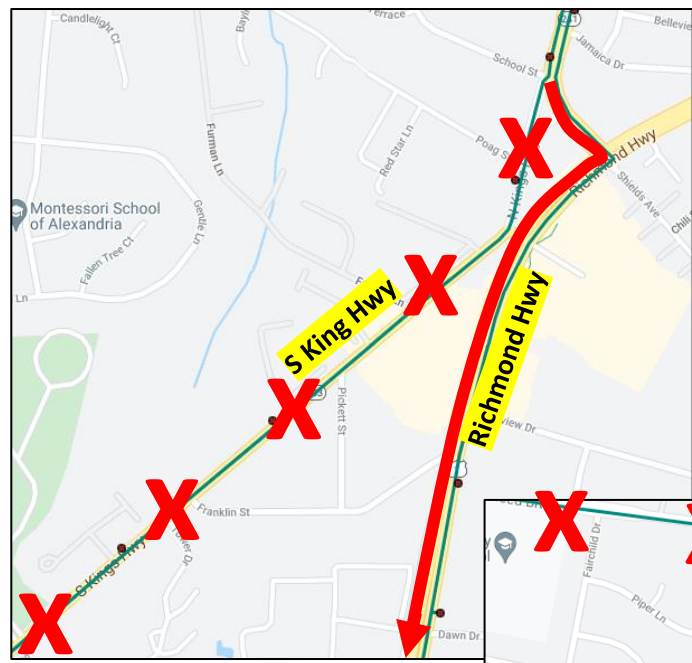 Candlelight Ct
Terrace
241
Bellevie
Jamaica Dr
School St
Furman Ln
Red Star Ln
Poag St
X
N Kings
Richmond Hwy
Shields Ave
Chili
Montessori School
of Alexandria
Gentle Ln
Fallen Tree Ct
Ln
X
S King Hwy
Richmond Hwy
X
Pickett St
view Dr
X
Franklin St
S Kings Hwy
X
Fairchild Dr
Piper Ln
Dawn Dr